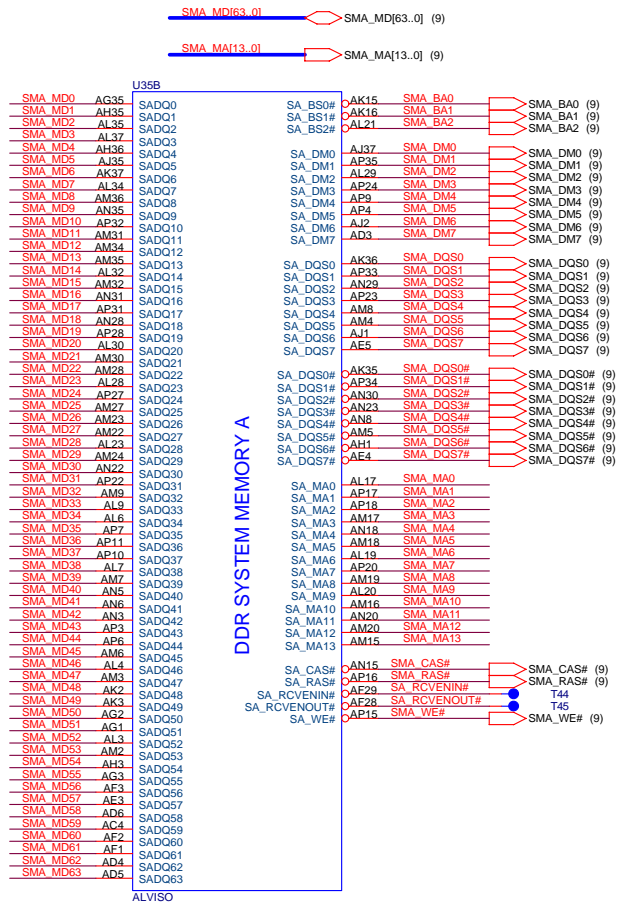 SMA_MD[63..0] SMA_MD[63..0] (9)
SMA_MA[13..0] SMA_MA[13..0] (9)
U35B
SMA_MD0 AG35 SADQ0
SMA_MD1 AH35 SADQ1
SMA_MD2 AL35 SADQ2
SMA_MD3 AL37 SADQ3
SMA_MD4 AH36 SADQ4
SMA_MD5 AJ35 SADQ5
SMA_MD6 AK37 SADQ6
SMA_MD7 AL34 SADQ7
SMA_MD8 AM36 SADQ8
SMA_MD9 AN35 SADQ9
SMA_MD10 AP32 SADQ10
SMA_MD11 AM31 SADQ11
SMA_MD12 AM34 SADQ12
SMA_MD13 AM35 SADQ13
SMA_MD14 AL32 SADQ14
SMA_MD15 AM32 SADQ15
SMA_MD16 AN31 SADQ16
SMA_MD17 AP31 SADQ17
SMA_MD18 AN28 SADQ18
SMA_MD19 AP28 SADQ19
SMA_MD20 AL30 SADQ20
SMA_MD21 AM30 SADQ21
SMA_MD22 AM28 SADQ22
SMA_MD23 AL28 SADQ23
SMA_MD24 AP27 SADQ24
SMA_MD25 AM27 SADQ25
SMA_MD26 AM23 SADQ26
SMA_MD27 AM22 SADQ27
SMA_MD28 AL23 SADQ28
SMA_MD29 AM24 SADQ29
SMA_MD30 AN22 SADQ30
SMA_MD31 AP22 SADQ31
SMA_MD32 AM9 SADQ32
SMA_MD33 AL9 SADQ33
SMA_MD34 AL6 SADQ34
SMA_MD35 AP7 SADQ35
SMA_MD36 AP11 SADQ36
SMA_MD37 AP10 SADQ37
SMA_MD38 AL7 SADQ38
SMA_MD39 AM7 SADQ39
SMA_MD40 AN5 SADQ40
SMA_MD41 AN6 SADQ41
SMA_MD42 AN3 SADQ42
SMA_MD43 AP3 SADQ43
SMA_MD44 AP6 SADQ44
SMA_MD45 AM6 SADQ45
SMA_MD46 AL4 SADQ46
SMA_MD47 AM3 SADQ47
SMA_MD48 AK2 SADQ48
SMA_MD49 AK3 SADQ49
SMA_MD50 AG2 SADQ50
SMA_MD51 AG1 SADQ51
SMA_MD52 AL3 SADQ52
SMA_MD53 AM2 SADQ53
SMA_MD54 AH3 SADQ54
SMA_MD55 AG3 SADQ55
SMA_MD56 AF3 SADQ56
SMA_MD57 AE3 SADQ57
SMA_MD58 AD6 SADQ58
SMA_MD59 AC4 SADQ59
SMA_MD60 AF2 SADQ60
SMA_MD61 AF1 SADQ61
SMA_MD62 AD4 SADQ62
SMA_MD63 AD5 SADQ63
DDR SYSTEM MEMORY A
SA_BS0# AK15 SMA_BA0 SMA_BA0 (9)
SA_BS1# AK16 SMA_BA1 SMA_BA1 (9)
SA_BS2# AL21 SMA_BA2 SMA_BA2 (9)
SA_DM0 AJ37 SMA_DM0 SMA_DM0 (9)
SA_DM1 AP35 SMA_DM1 SMA_DM1 (9)
SA_DM2 AL29 SMA_DM2 SMA_DM2 (9)
SA_DM3 AP24 SMA_DM3 SMA_DM3 (9)
SA_DM4 AP9 SMA_DM4 SMA_DM4 (9)
SA_DM5 AP4 SMA_DM5 SMA_DM5 (9)
SA_DM6 AJ2 SMA_DM6 SMA_DM6 (9)
SA_DM7 AD3 SMA_DM7 SMA_DM7 (9)
SA_DQS0 AK36 SMA_DQS0 SMA_DQS0 (9)
SA_DQS1 AP33 SMA_DQS1 SMA_DQS1 (9)
SA_DQS2 AN29 SMA_DQS2 SMA_DQS2 (9)
SA_DQS3 AP23 SMA_DQS3 SMA_DQS3 (9)
SA_DQS4 AM8 SMA_DQS4 SMA_DQS4 (9)
SA_DQS5 AM4 SMA_DQS5 SMA_DQS5 (9)
SA_DQS6 AJ1 SMA_DQS6 SMA_DQS6 (9)
SA_DQS7 AE5 SMA_DQS7 SMA_DQS7 (9)
SA_DQS0# AK35 SMA_DQS0# SMA_DQS0# (9)
SA_DQS1# AP34 SMA_DQS1# SMA_DQS1# (9)
SA_DQS2# AN30 SMA_DQS2# SMA_DQS2# (9)
SA_DQS3# AN23 SMA_DQS3# SMA_DQS3# (9)
SA_DQS4# AN8 SMA_DQS4# SMA_DQS4# (9)
SA_DQS5# AM5 SMA_DQS5# SMA_DQS5# (9)
SA_DQS6# AH1 SMA_DQS6# SMA_DQS6# (9)
SA_DQS7# AE4 SMA_DQS7# SMA_DQS7# (9)
SA_MA0 AL17 SMA_MA0
SA_MA1 AP17 SMA_MA1
SA_MA2 AP18 SMA_MA2
SA_MA3 AM17 SMA_MA3
SA_MA4 AN18 SMA_MA4
SA_MA5 AM18 SMA_MA5
SA_MA6 AL19 SMA_MA6
SA_MA7 AP20 SMA_MA7
SA_MA8 AM19 SMA_MA8
SA_MA9 AL20 SMA_MA9
SA_MA10 AM16 SMA_MA10
SA_MA11 AN20 SMA_MA11
SA_MA12 AM20 SMA_MA12
SA_MA13 AM15 SMA_MA13
SA_CAS# AN15 SMA_CAS# SMA_CAS# (9)
SA_RAS# AP16 SMA_RAS# SMA_RAS# (9)
SA_RCVENIN# AF29 SA_RCVENIN# T44
SA_RCVENOUT# AF28 SA_RCVENOUT# T45
SA_WE# AP15 SMA_WE# SMA_WE# (9)
ALVISO